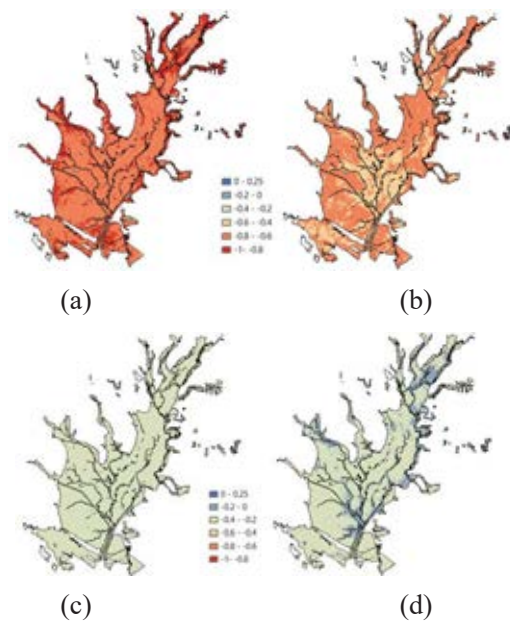 0 - 0.25
-0.2 - 0
-0.4 - -0.2
-0.6 - -0.4
-0.8 - -0.6
-1 - -0.8
(a)
(b)
0 - 0.25
-0.2 - 0
-0.4 - -0.2
-0.6 - -0.4
-0.8 - -0.6
-1 - -0.8
(c)
(d)